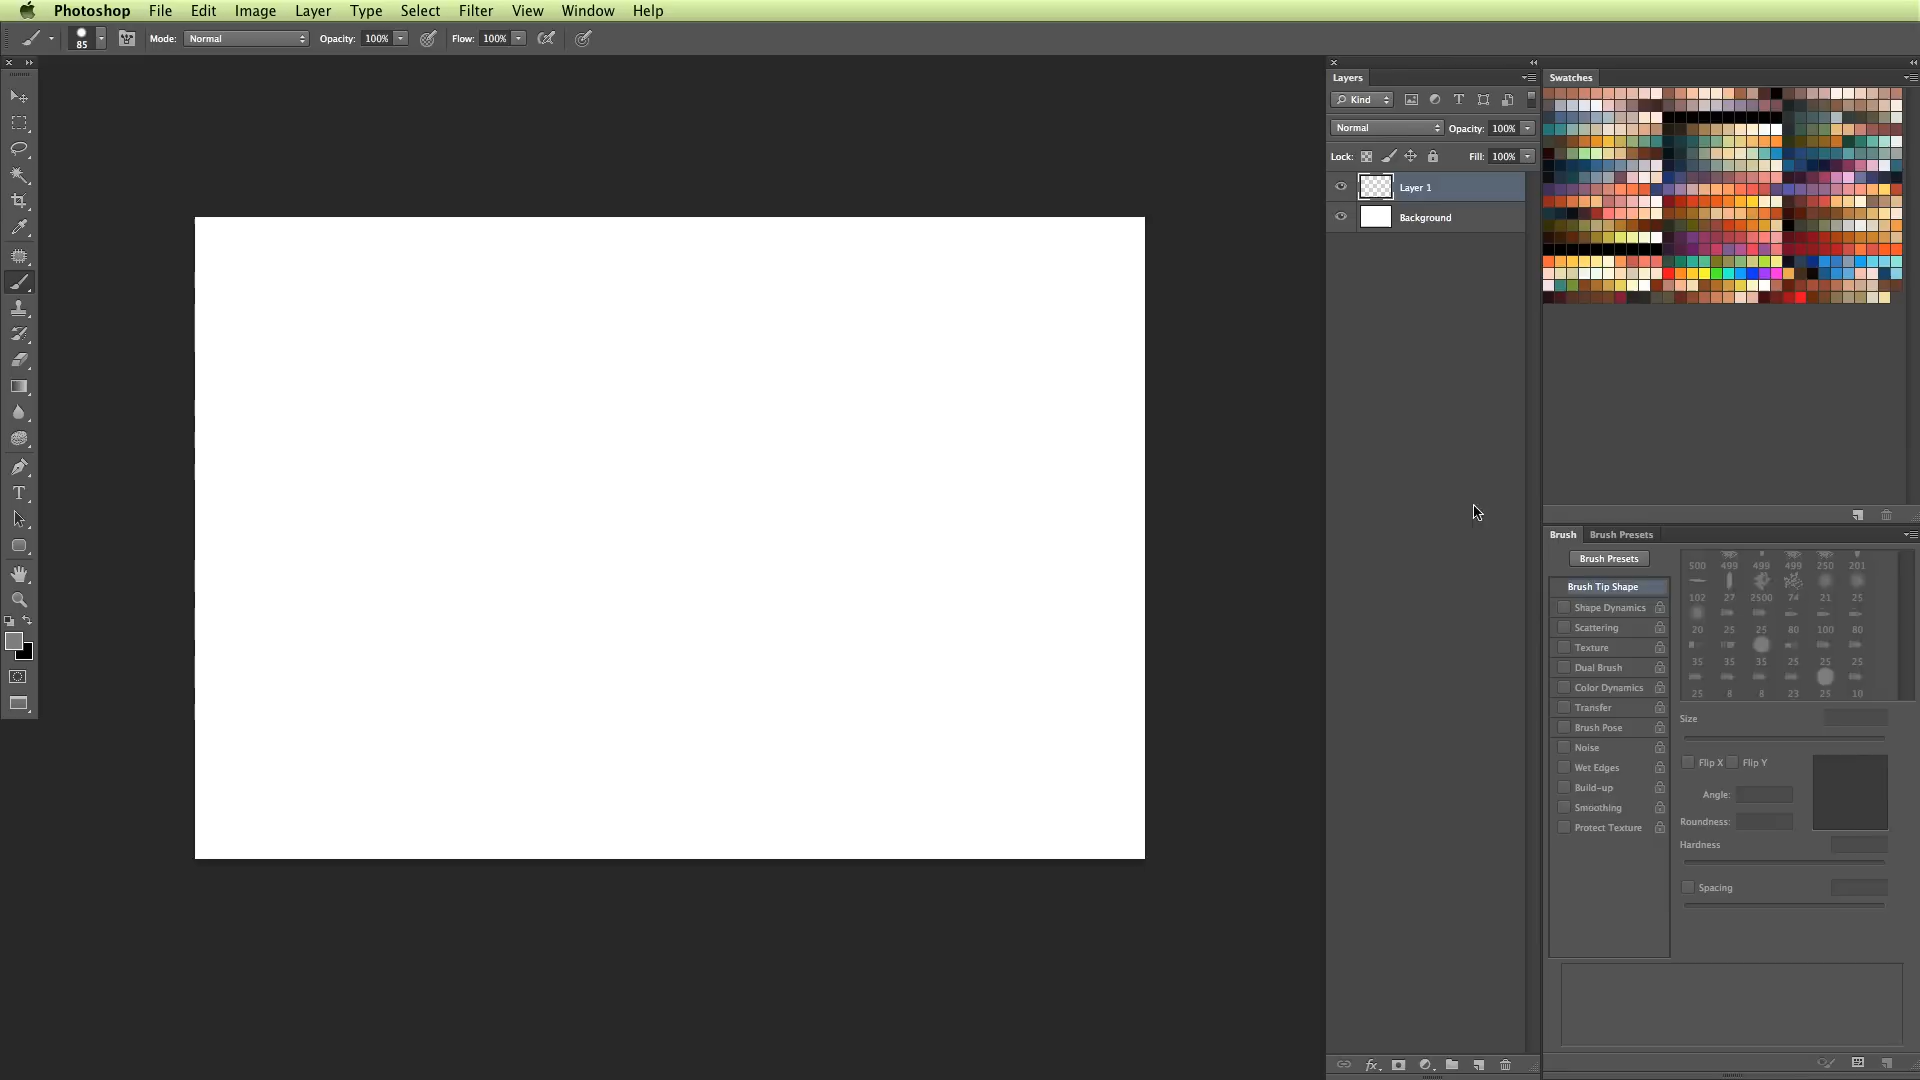 Photoshop File Edit Image Layer Type Select Filter View Window Help
85 Mode: Normal Opacity: 100% Flow: 100%
Layers
Kind
Normal Opacity: 100%
Lock: Fill: 100%
Layer 1
Background
Swatches
Brush Brush Presets
Brush Presets
Brush Tip Shape
Shape Dynamics
Scattering
Texture
Dual Brush
Color Dynamics
Transfer
Brush Pose
Noise
Wet Edges
Build-up
Smoothing
Protect Texture
500 499 499 499 250 201
102 27 2500 74 21 25
20 25 25 80 100 80
35 35 35 25 25 25
25 8 8 23 25 10
Size
Flip X Flip Y
Angle:
Roundness:
Hardness
Spacing
fx